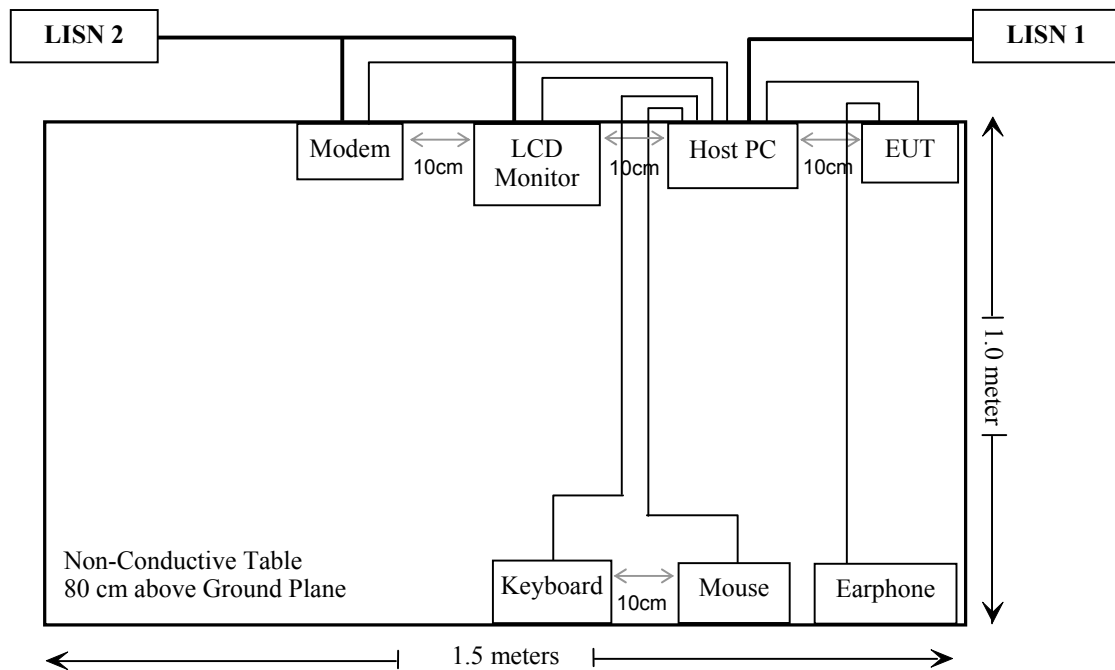 LISN 2
LISN 1
Modem
10cm
LCD
Monitor
10cm
Host PC
10cm
EUT
1.0 meter
Non-Conductive Table
80 cm above Ground Plane
Keyboard
10cm
Mouse
Earphone
1.5 meters